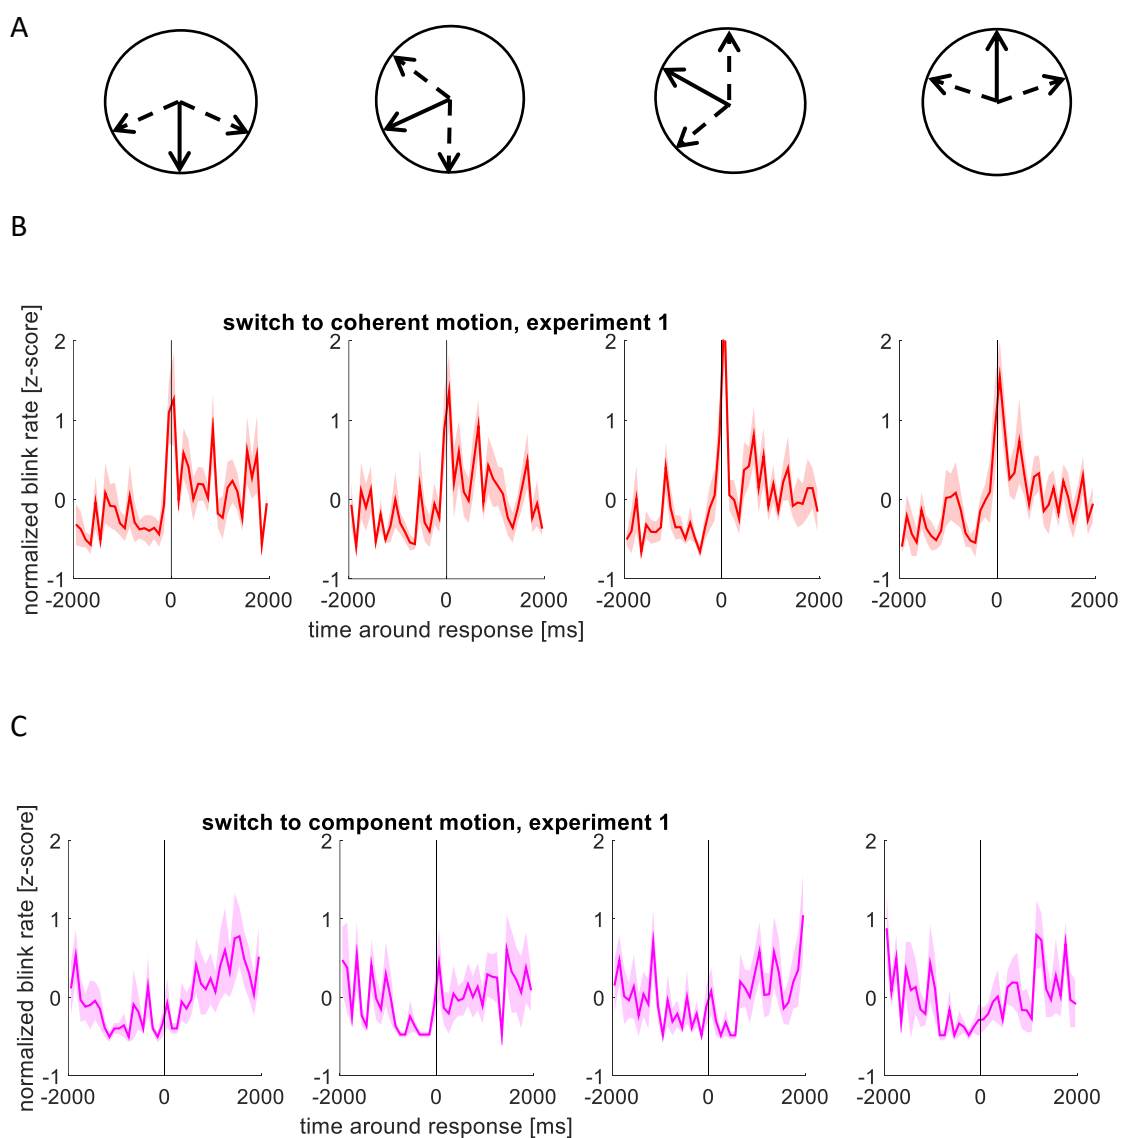 A
B
switch to coherent motion, experiment 1
normalized blink rate [z-score]
2 2 2 2
1 1 1 1
0 0 0 0
-1 -1 -1 -1
-2000 0 2000 -2000 0 2000 -2000 0 2000 -2000 0 2000
time around response [ms]
C
switch to component motion, experiment 1
normalized blink rate [z-score]
2 2 2 2
1 1 1 1
0 0 0 0
-1 -1 -1 -1
-2000 0 2000 -2000 0 2000 -2000 0 2000 -2000 0 2000
time around response [ms]